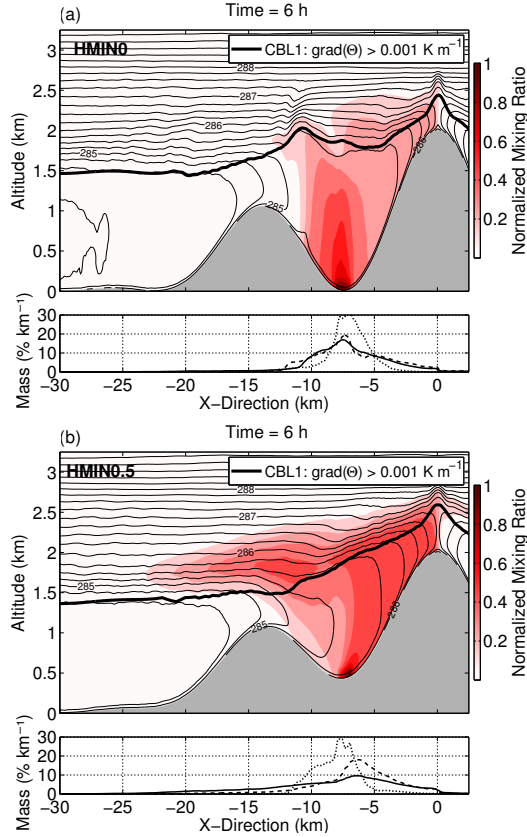 (a)
Time = 6 h
HMIN0
CBL1: grad(Θ) > 0.001 K m⁻¹
3
2.5
2
1.5
1
0.5
0
Altitude (km)
288
287
286
285
285
286
1
0.8
0.6
0.4
0.2
Normalized Mixing Ratio
30
20
10
0
Mass (% km⁻¹)
−30 −25 −20 −15 −10 −5 0
X−Direction (km)
(b)
Time = 6 h
HMIN0.5
CBL1: grad(Θ) > 0.001 K m⁻¹
3
2.5
2
1.5
1
0.5
0
Altitude (km)
288
287
286
285
285
286
1
0.8
0.6
0.4
0.2
Normalized Mixing Ratio
30
20
10
0
Mass (% km⁻¹)
−30 −25 −20 −15 −10 −5 0
X−Direction (km)